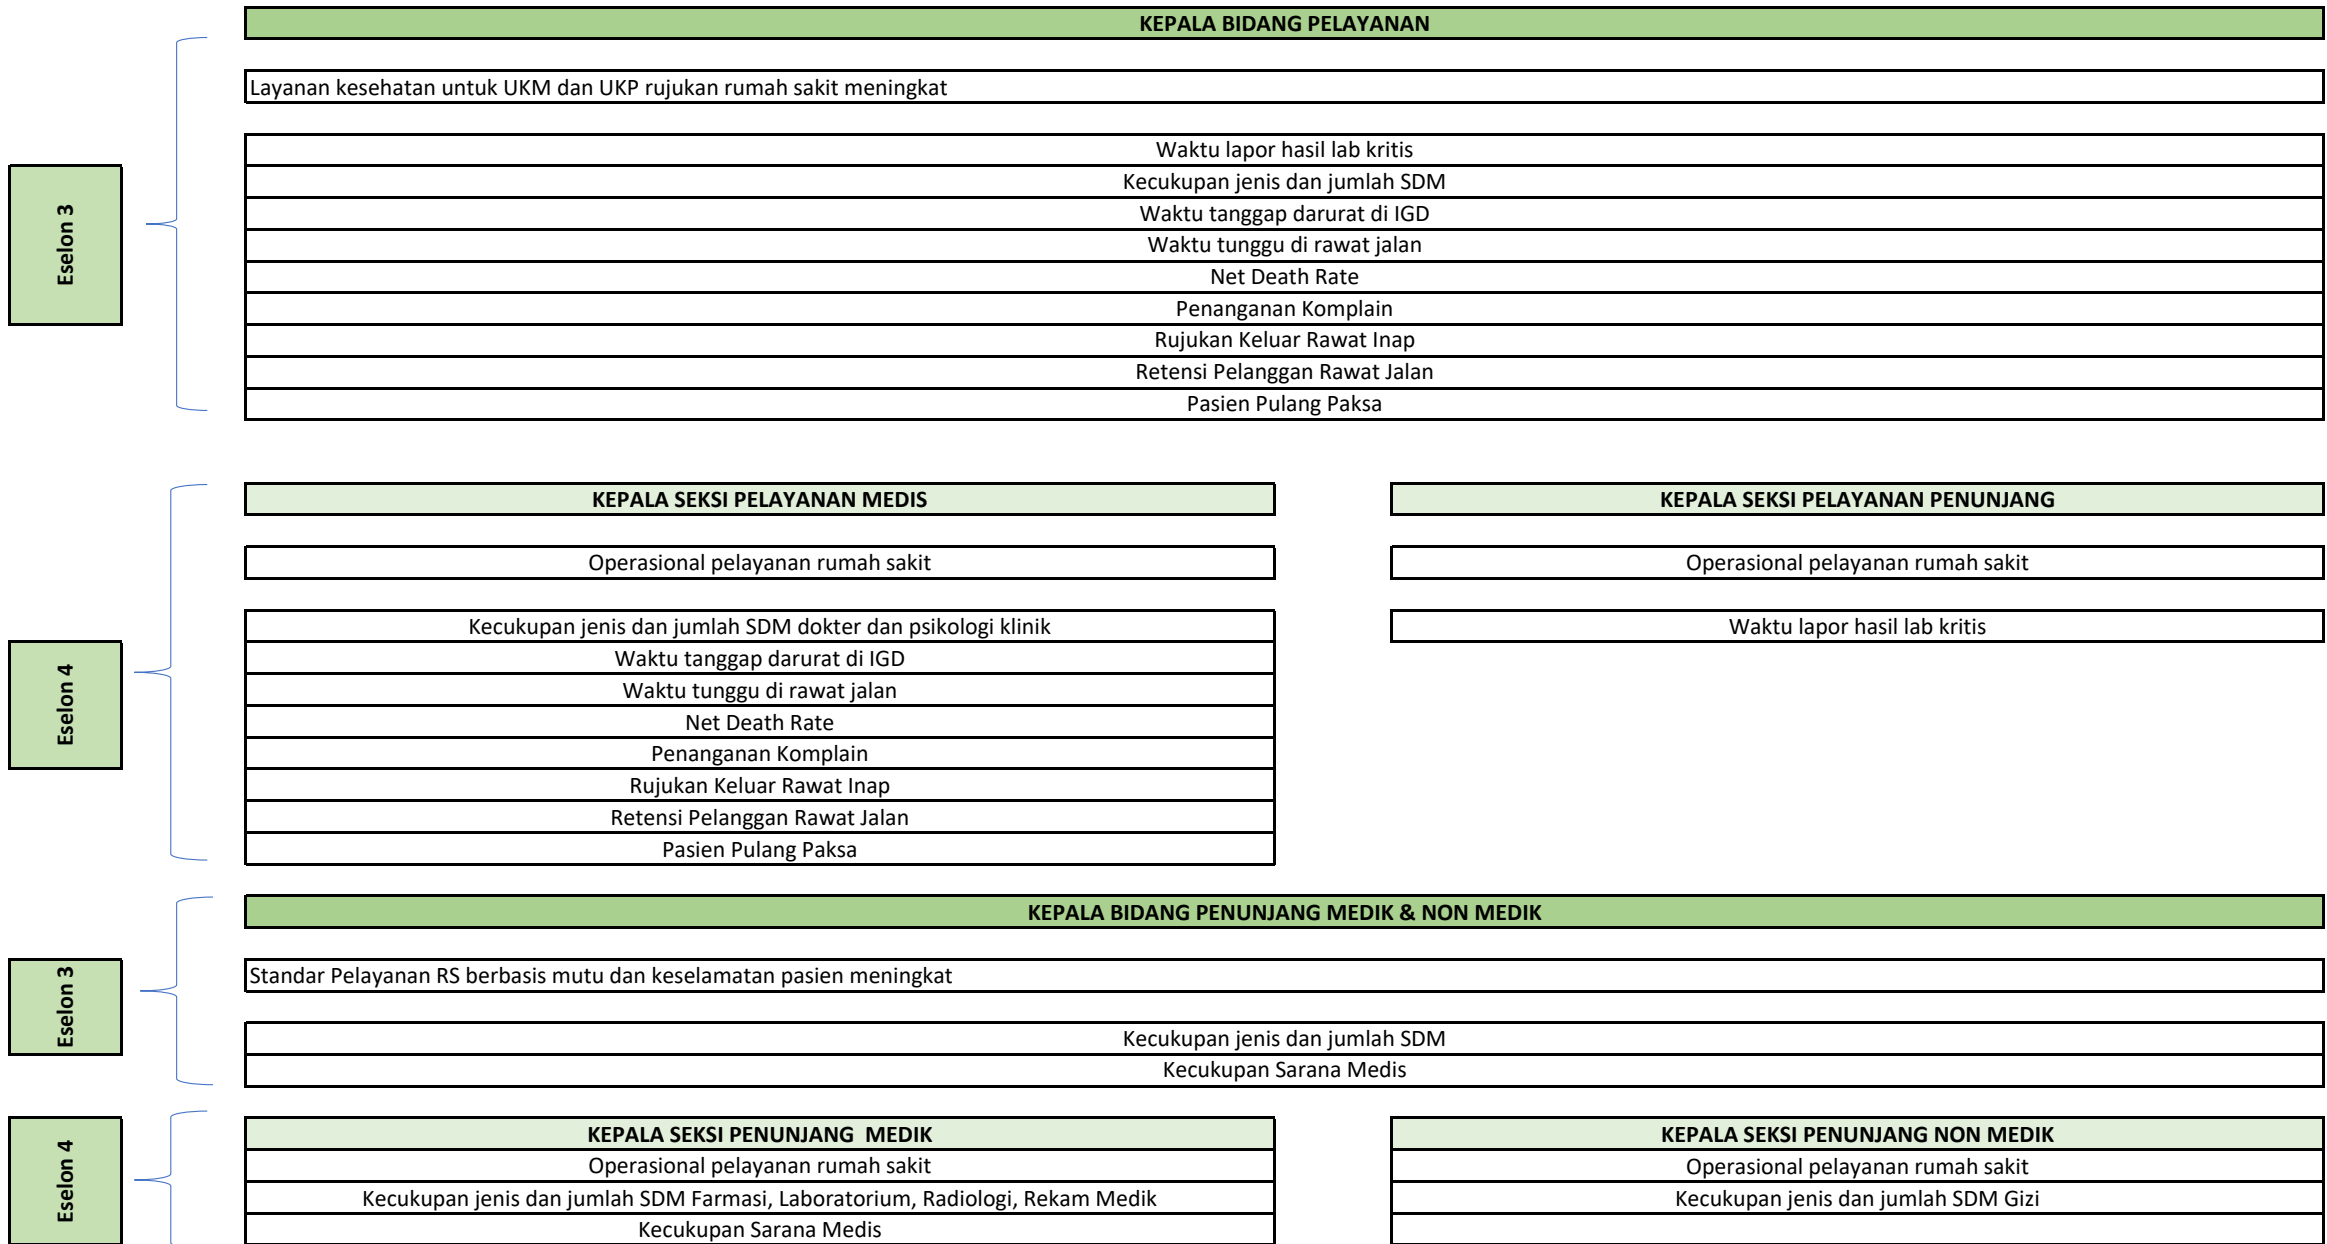 KEPALA BIDANG PELAYANAN
Layanan kesehatan untuk UKM dan UKP rujukan rumah sakit meningkat
Eselon 3
Waktu lapor hasil lab kritis
Kecukupan jenis dan jumlah SDM
Waktu tanggap darurat di IGD
Waktu tunggu di rawat jalan
Net Death Rate
Penanganan Komplain
Rujukan Keluar Rawat Inap
Retensi Pelanggan Rawat Jalan
Pasien Pulang Paksa
Eselon 4
KEPALA SEKSI PELAYANAN MEDIS
Operasional pelayanan rumah sakit
Kecukupan jenis dan jumlah SDM dokter dan psikologi klinik
Waktu tanggap darurat di IGD
Waktu tunggu di rawat jalan
Net Death Rate
Penanganan Komplain
Rujukan Keluar Rawat Inap
Retensi Pelanggan Rawat Jalan
Pasien Pulang Paksa
KEPALA SEKSI PELAYANAN PENUNJANG
Operasional pelayanan rumah sakit
Waktu lapor hasil lab kritis
KEPALA BIDANG PENUNJANG MEDIK & NON MEDIK
Eselon 3
Standar Pelayanan RS berbasis mutu dan keselamatan pasien meningkat
Kecukupan jenis dan jumlah SDM
Kecukupan Sarana Medis
Eselon 4
KEPALA SEKSI PENUNJANG  MEDIK
Operasional pelayanan rumah sakit
Kecukupan jenis dan jumlah SDM Farmasi, Laboratorium, Radiologi, Rekam Medik
Kecukupan Sarana Medis
KEPALA SEKSI PENUNJANG NON MEDIK
Operasional pelayanan rumah sakit
Kecukupan jenis dan jumlah SDM Gizi